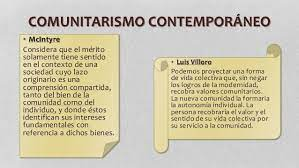 COMUNITARISMO CONTEMPORÁNEO
• McIntyre
Considera que el mérito
solamente tiene sentido
en el contexto de una
sociedad cuyo lazo
originario es una
comprensión compartida,
tanto del bien de la
comunidad como del
individuo, y donde éstos
identifican sus intereses
fundamentales con
referencia a dichos bienes.
• Luis Villoro
Podemos proyectar una forma
de vida colectiva que, sin negar
los logros de la modernidad,
recobra valores comunitarios.
La nueva comunidad formaría
la autonomía individual. La
persona recobraría el valor y el
sentido de su vida colectiva por
su servicio a la comunidad.